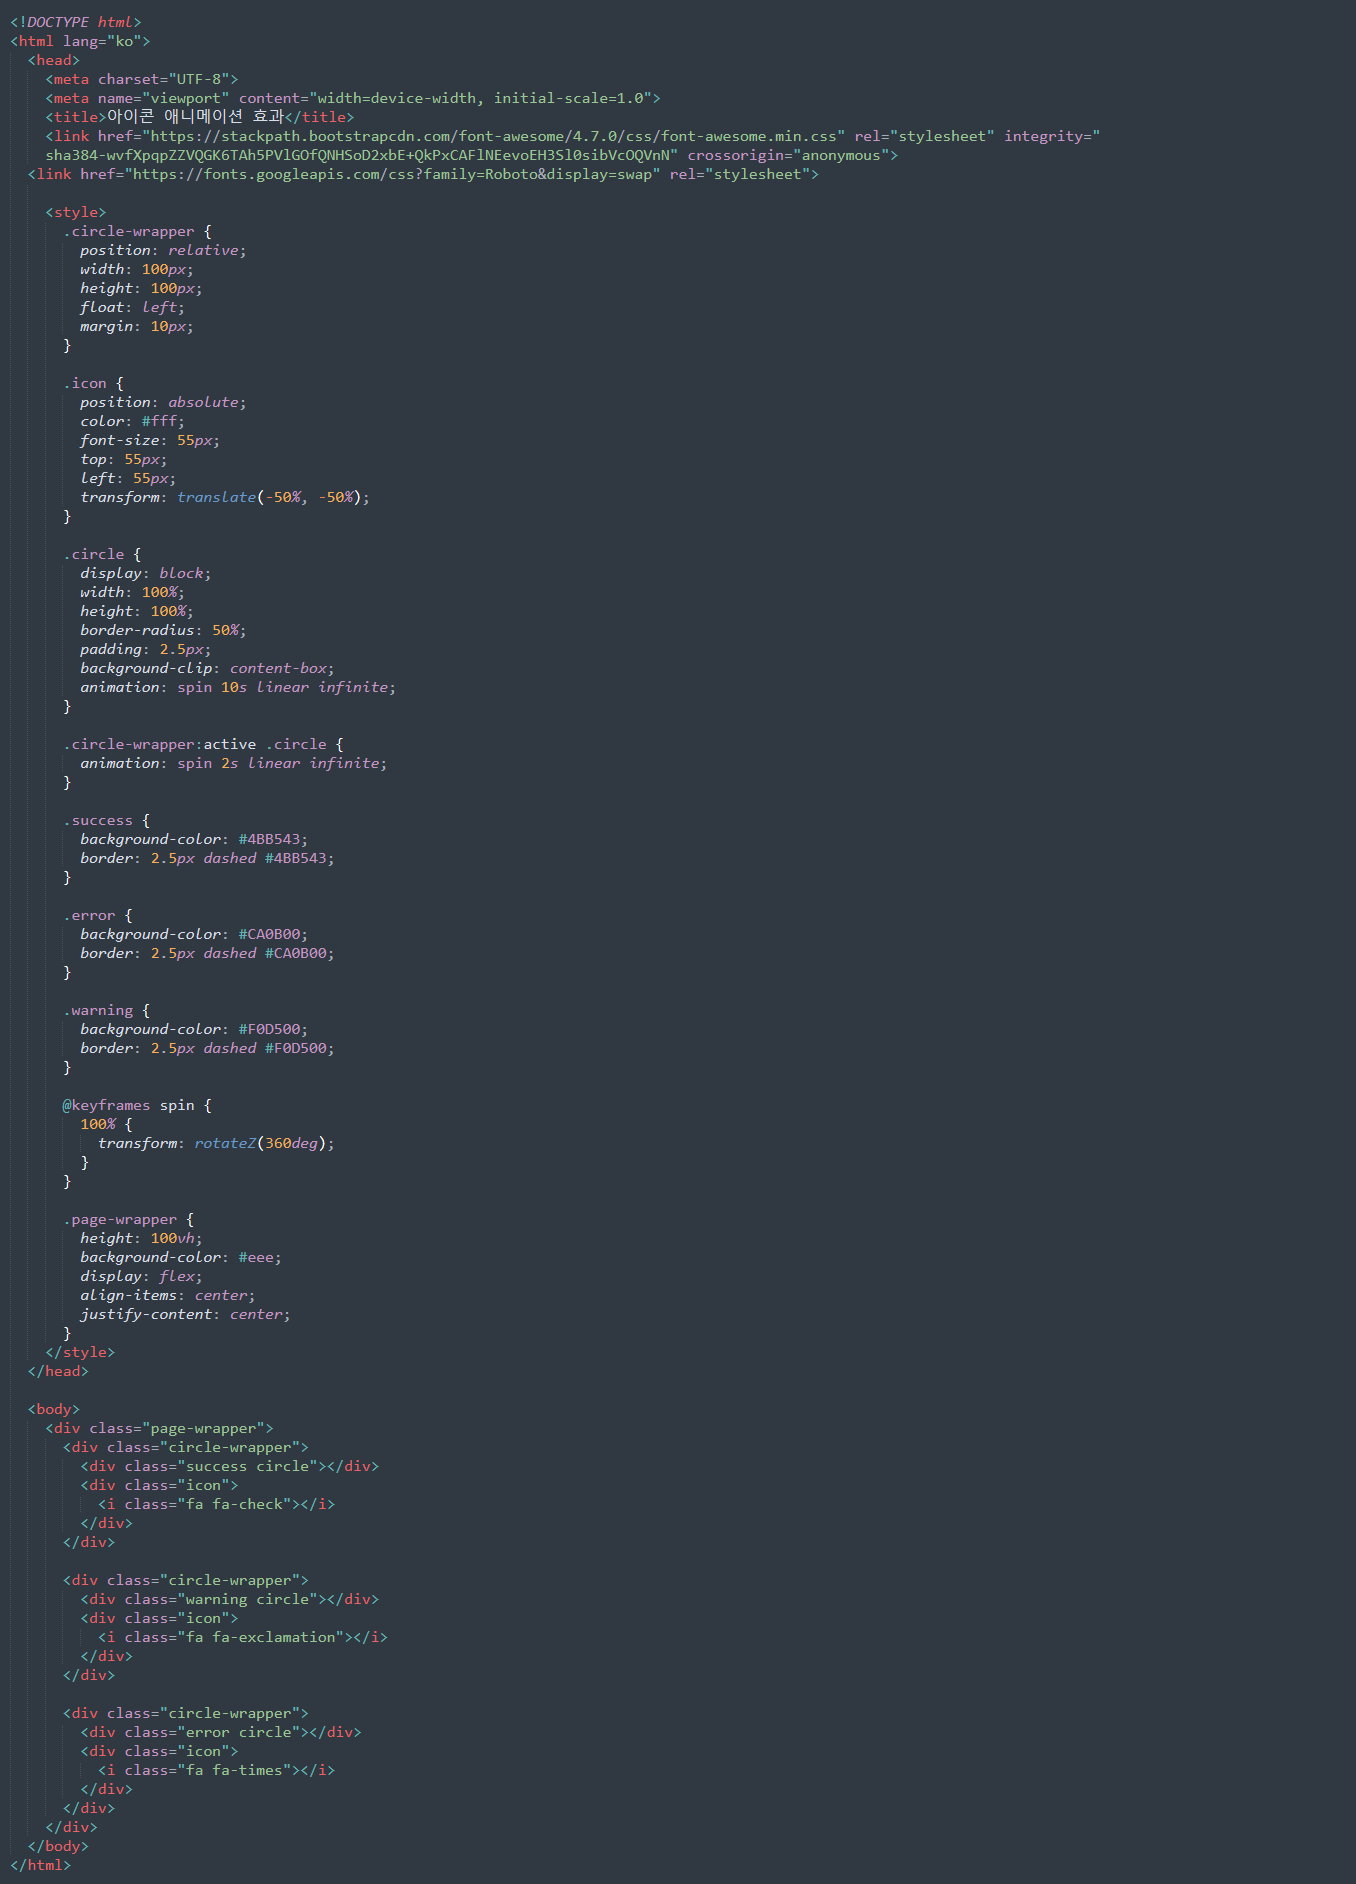 <!DOCTYPE html>
<html lang="ko">
<head>
<meta charset="UTF-8">
<meta name="viewport" content="width=device-width, initial-scale=1.0">
<title>아이콘 애니메이션 효과</title>
<link href="https://stackpath.bootstrapcdn.com/font-awesome/4.7.0/css/font-awesome.min.css" rel="stylesheet" integrity="
sha384-wvfXpqpZZVQGK6TAh5PVlGOfQNHSoD2xbE+QkPxCAFlNEevoEH3Sl0sibVcOQVnN" crossorigin="anonymous">
<link href="https://fonts.googleapis.com/css?family=Roboto&display=swap" rel="stylesheet">
<style>
.circle-wrapper {
position: relative;
width: 100px;
height: 100px;
float: left;
margin: 10px;
}
.icon {
position: absolute;
color: #fff;
font-size: 55px;
top: 55px;
left: 55px;
transform: translate(-50%, -50%);
}
.circle {
display: block;
width: 100%;
height: 100%;
border-radius: 50%;
padding: 2.5px;
background-clip: content-box;
animation: spin 10s linear infinite;
}
.circle-wrapper:active .circle {
animation: spin 2s linear infinite;
}
.success {
background-color: #4BB543;
border: 2.5px dashed #4BB543;
}
.error {
background-color: #CA0B00;
border: 2.5px dashed #CA0B00;
}
.warning {
background-color: #F0D500;
border: 2.5px dashed #F0D500;
}
@keyframes spin {
100% {
transform: rotateZ(360deg);
}
}
.page-wrapper {
height: 100vh;
background-color: #eee;
display: flex;
align-items: center;
justify-content: center;
}
</style>
</head>
<body>
<div class="page-wrapper">
<div class="circle-wrapper">
<div class="success circle"></div>
<div class="icon">
<i class="fa fa-check"></i>
</div>
</div>
<div class="circle-wrapper">
<div class="warning circle"></div>
<div class="icon">
<i class="fa fa-exclamation"></i>
</div>
</div>
<div class="circle-wrapper">
<div class="error circle"></div>
<div class="icon">
<i class="fa fa-times"></i>
</div>
</div>
</div>
</body>
</html>